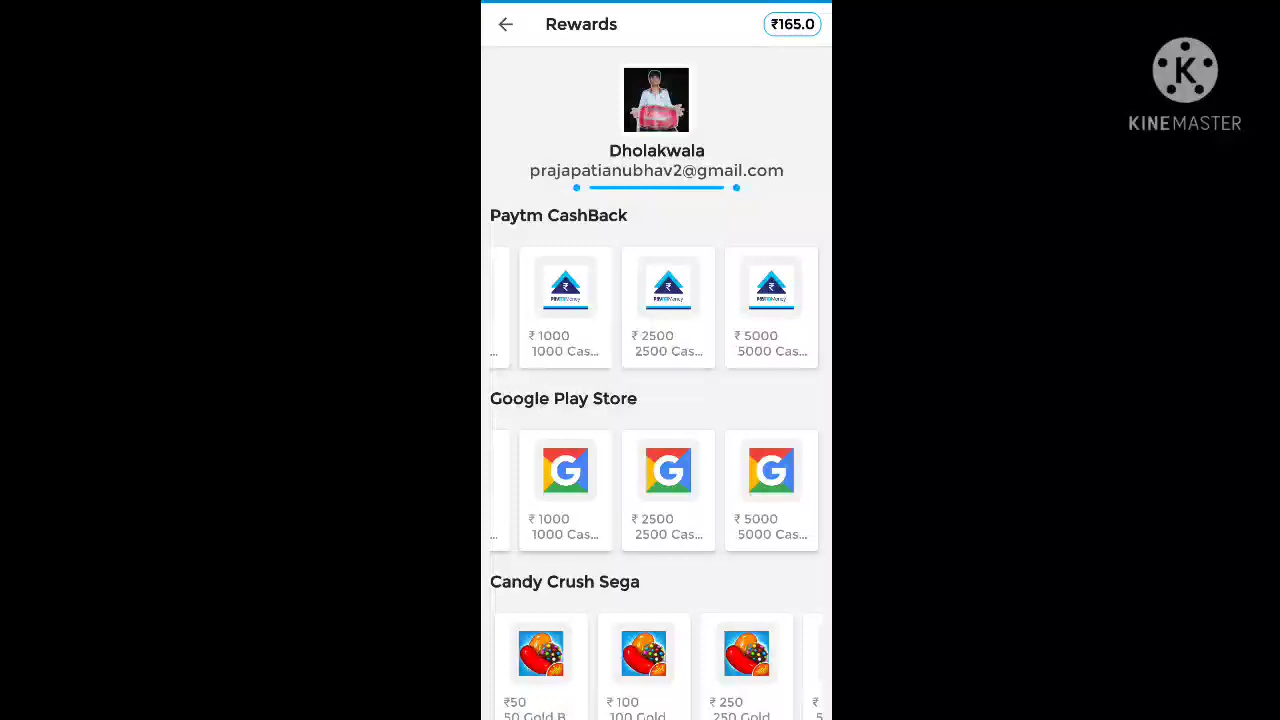 Rewards
₹165.0
KINEMASTER
Dholakwala
prajapatianubhav2@gmail.com
Paytm CashBack
₹ 1000
1000 Cas...
₹ 2500
2500 Cas...
₹ 5000
5000 Cas...
Google Play Store
₹ 1000
1000 Cas...
₹ 2500
2500 Cas...
₹ 5000
5000 Cas...
Candy Crush Sega
₹50
50 Gold B
₹ 100
100 Gold
₹ 250
250 Gold